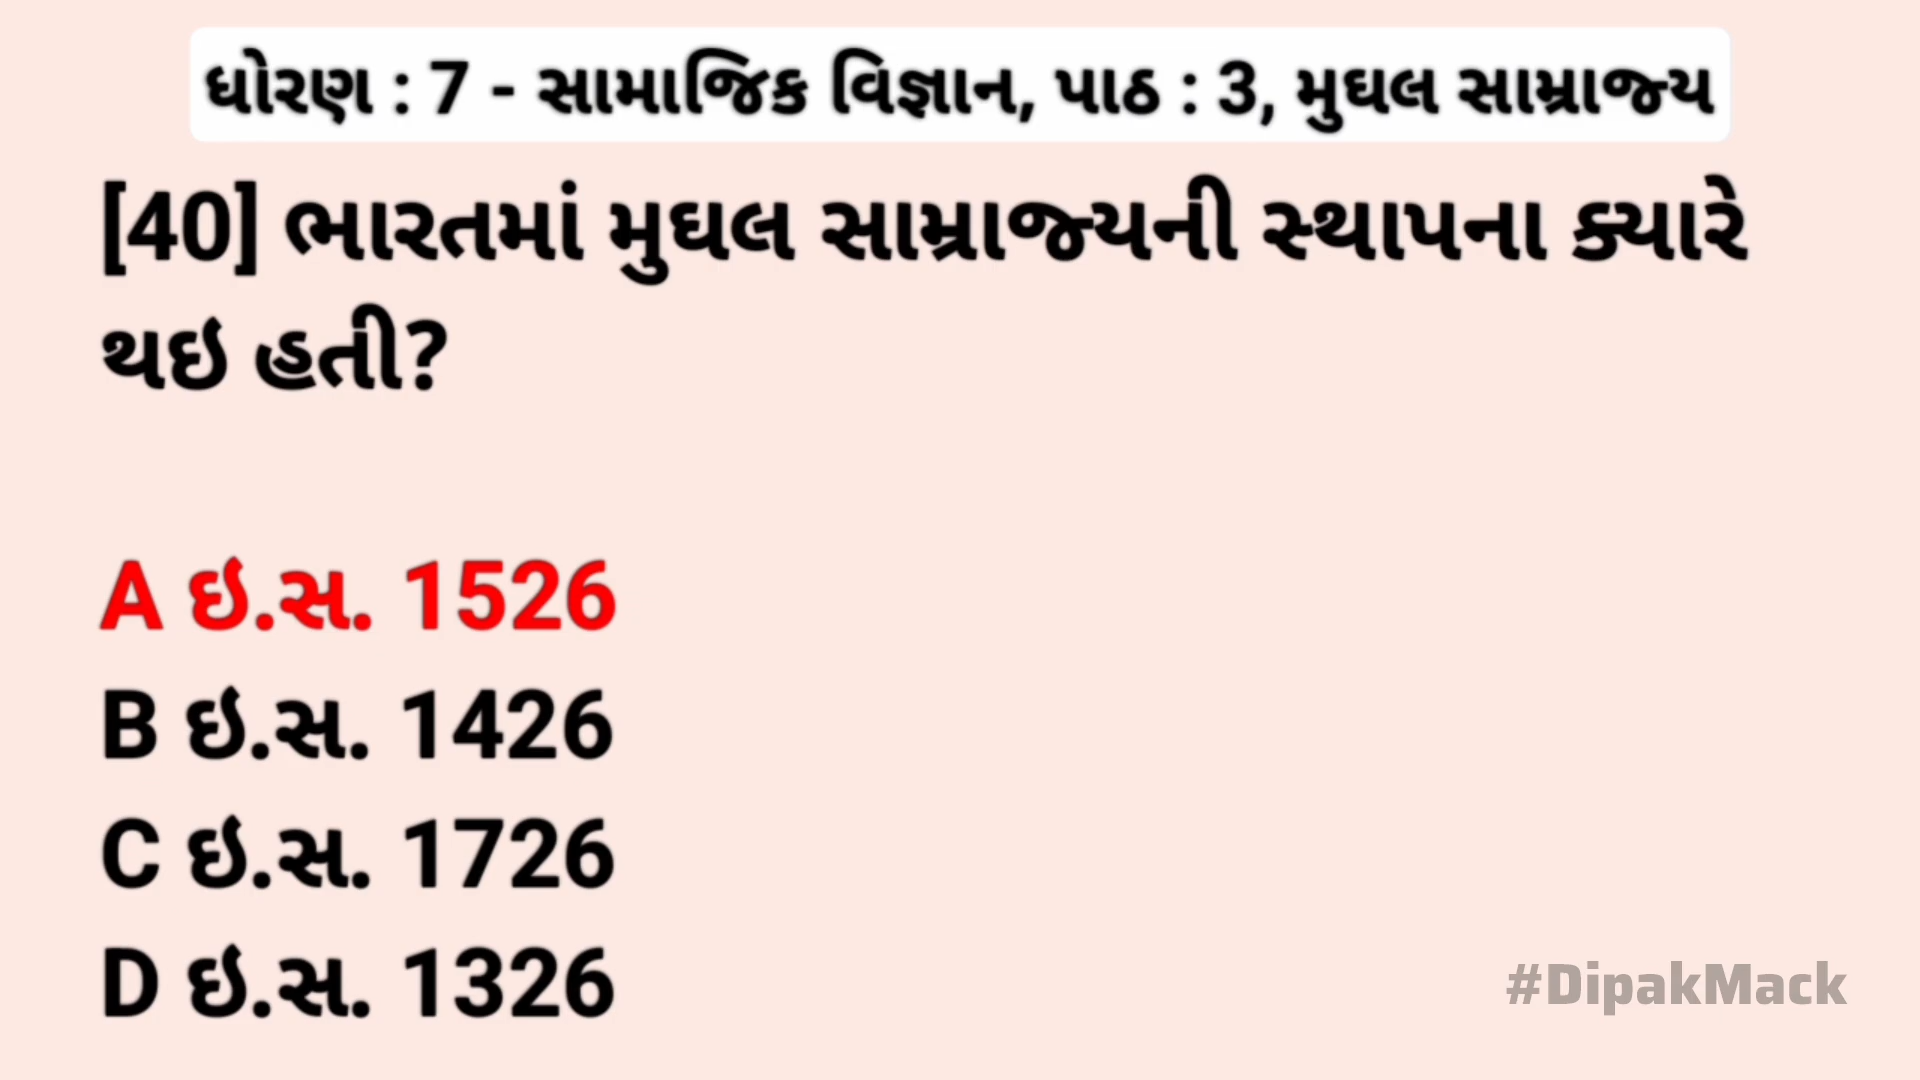 ધોરણ : 7 - સામાજિક વિજ્ઞાન, પાઠ : 3, મુઘલ સામ્રાજ્ય
[40] ભારતમાં મુઘલ સામ્રાજ્યની સ્થાપના ક્યારે
થઇ હતી?
A ઇ.સ. 1526
B ઇ.સ. 1426
C ઇ.સ. 1726
D ઇ.સ. 1326
#DipakMack